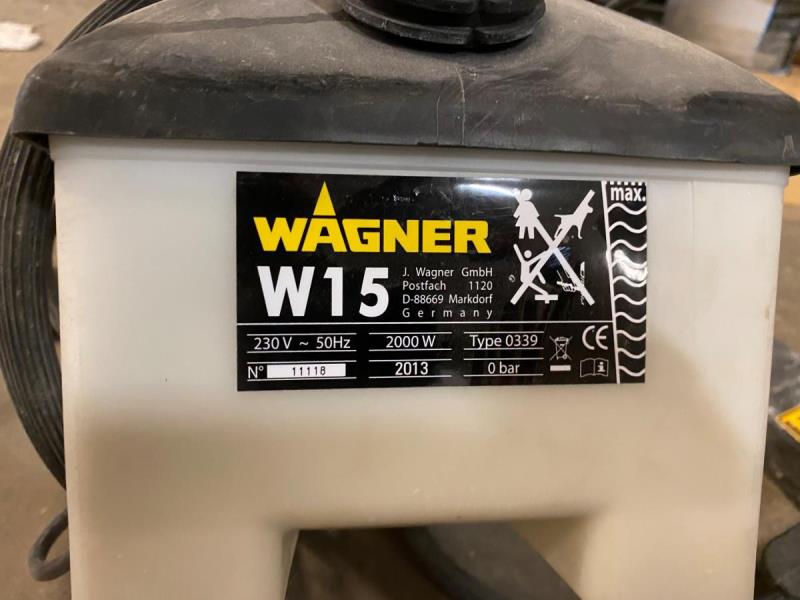 WAGNER
W15
J. Wagner GmbH
Postfach 1120
D-88669 Markdorf
Germany
max.
230 V ~ 50Hz
2000 W
Type 0339
CE
N° 11118
2013
0 bar
i